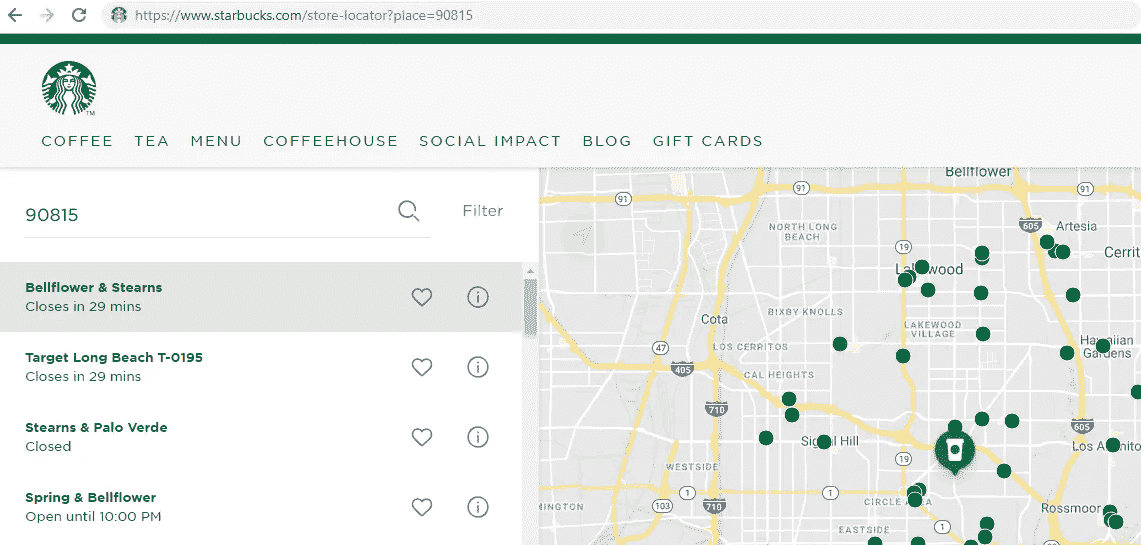 https://www.starbucks.com/store-locator?place=90815
TM
COFFEE TEA MENU COFFEEHOUSE SOCIAL IMPACT BLOG GIFT CARDS
90815
Filter
Bellflower & Stearns
Closes in 29 mins
i
Target Long Beach T-0195
Closes in 29 mins
i
Stearns & Palo Verde
Closed
i
Spring & Bellflower
Open until 10:00 PM
i
Bellflower
91
91
91
NORTH LONG
BEACH
605
Artesia
19
Cerrit
Lakewood
Cota
BIXBY KNOLLS
LAKEWOOD
VILLAGE
47
LOS CERRITOS
Hawaiian
Gardens
405
CAL HEIGHTS
710
605
Signal Hill
Los Alamito
19
WESTSIDE
1
1
MINGTON
103
710
CIRCLE AREA
Rossmoor
EASTSIDE
1